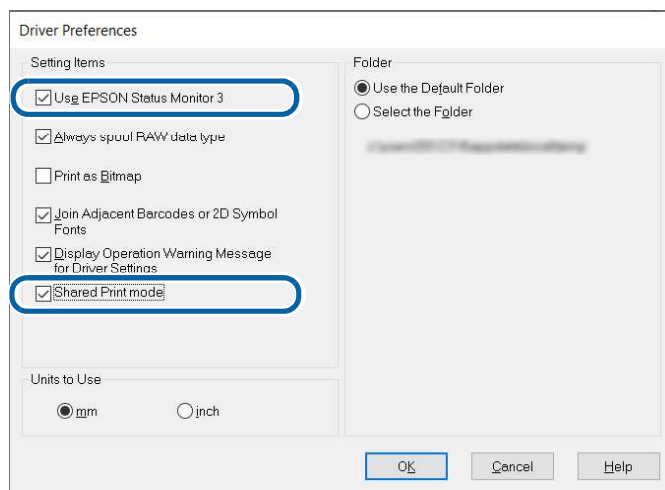 Driver Preferences
Setting Items
Use EPSON Status Monitor 3
Always spool RAW data type
Print as Bitmap
Join Adjacent Barcodes or 2D Symbol
Fonts
Display Operation Warning Message
for Driver Settings
Shared Print mode
Units to Use
mm
inch
Folder
Use the Default Folder
Select the Folder
OK
Cancel
Help